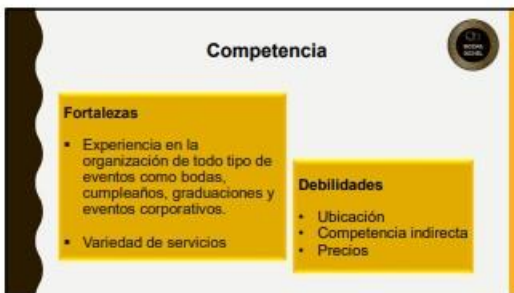 Competencia
BODAS
Fortalezas
▪ Experiencia en la
organización de todo tipo de
eventos como bodas,
cumpleaños, graduaciones y
eventos corporativos.
▪ Variedad de servicios
Debilidades
• Ubicación
• Competencia indirecta
• Precios